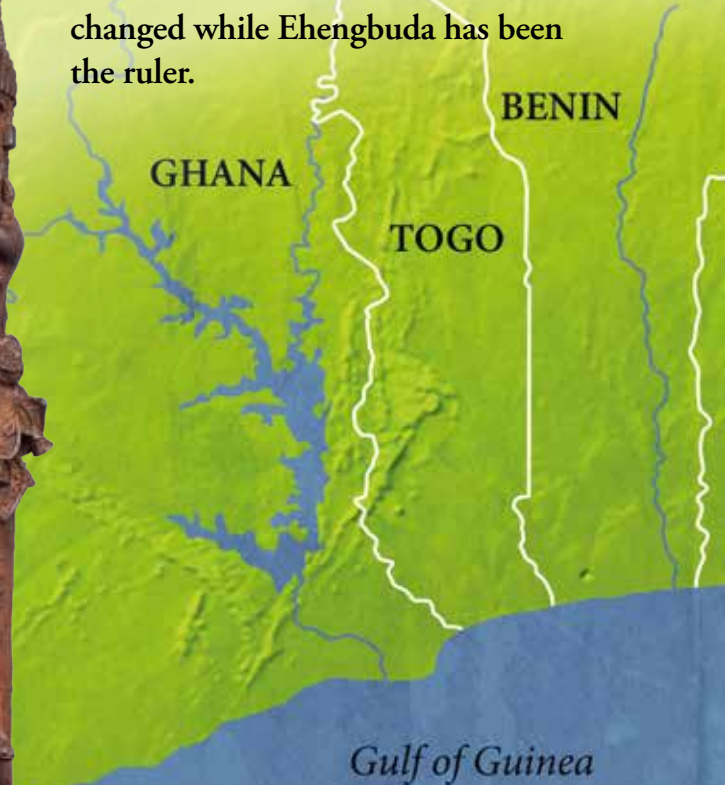 changed while Ehengbuda has been
the ruler.
BENIN
GHANA
TOGO
Gulf of Guinea